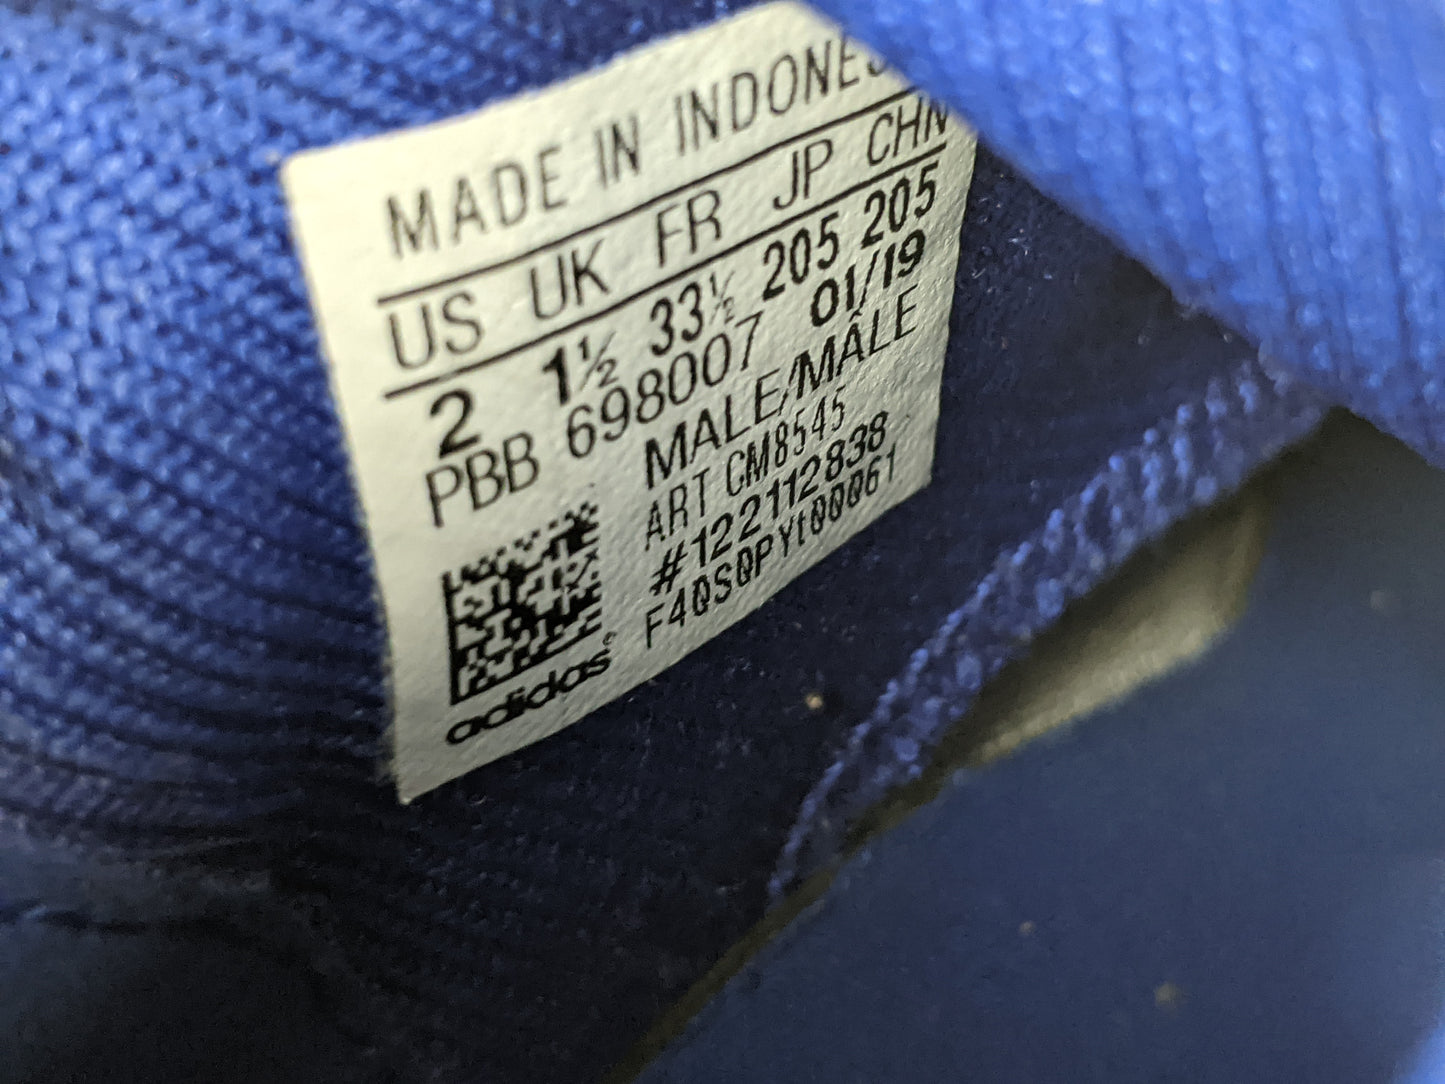 MADE IN INDONES
US UK FR JP CHN
2 1½ 33½ 205 205
PBB 698007 01/19
MALE/MÂLE
ART CM8545
#122112838
F4QSQPYt00061
adidas